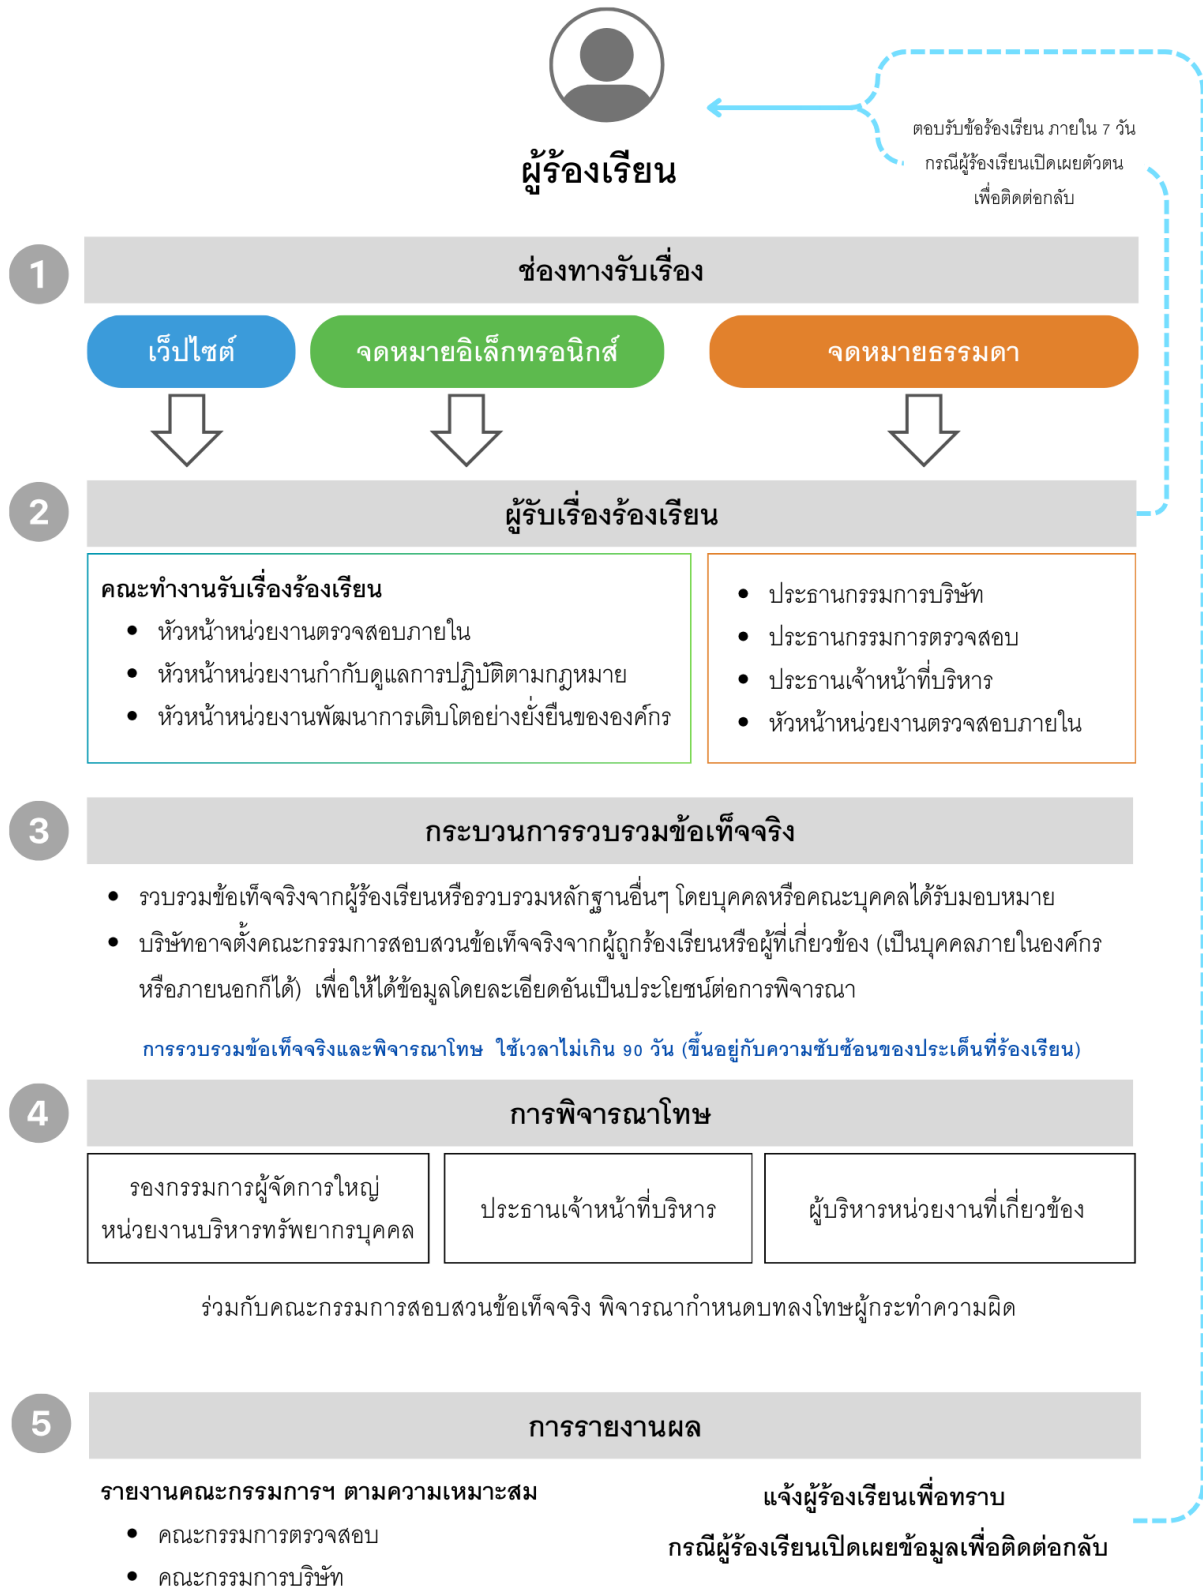 ผู้ร้องเรียน
ตอบรับข้อร้องเรียน ภายใน 7 วัน
กรณีผู้ร้องเรียนเปิดเผยตัวตน
เพื่อติดต่อกลับ
1
ช่องทางรับเรื่อง
เว็ปไซต์
จดหมายอิเล็กทรอนิกส์
จดหมายธรรมดา
2
ผู้รับเรื่องร้องเรียน
คณะทำงานรับเรื่องร้องเรียน
• หัวหน้าหน่วยงานตรวจสอบภายใน
• หัวหน้าหน่วยงานกำกับดูแลการปฏิบัติตามกฎหมาย
• หัวหน้าหน่วยงานพัฒนาการเติบโตอย่างยั่งยืนขององค์กร
• ประธานกรรมการบริษัท
• ประธานกรรมการตรวจสอบ
• ประธานเจ้าหน้าที่บริหาร
• หัวหน้าหน่วยงานตรวจสอบภายใน
3
กระบวนการรวบรวมข้อเท็จจริง
• รวบรวมข้อเท็จจริงจากผู้ร้องเรียนหรือรวบรวมหลักฐานอื่นๆ โดยบุคคลหรือคณะบุคคลได้รับมอบหมาย
• บริษัทอาจตั้งคณะกรรมการสอบสวนข้อเท็จจริงจากผู้ถูกร้องเรียนหรือผู้ที่เกี่ยวข้อง (เป็นบุคคลภายในองค์กร
หรือภายนอกก็ได้) เพื่อให้ได้ข้อมูลโดยละเอียดอันเป็นประโยชน์ต่อการพิจารณา
การรวบรวมข้อเท็จจริงและพิจารณาโทษ ใช้เวลาไม่เกิน 90 วัน (ขึ้นอยู่กับความซับซ้อนของประเด็นที่ร้องเรียน)
4
การพิจารณาโทษ
รองกรรมการผู้จัดการใหญ่
หน่วยงานบริหารทรัพยากรบุคคล
ประธานเจ้าหน้าที่บริหาร
ผู้บริหารหน่วยงานที่เกี่ยวข้อง
ร่วมกับคณะกรรมการสอบสวนข้อเท็จจริง พิจารณากำหนดบทลงโทษผู้กระทำความผิด
5
การรายงานผล
รายงานคณะกรรมการฯ ตามความเหมาะสม
• คณะกรรมการตรวจสอบ
• คณะกรรมการบริษัท
แจ้งผู้ร้องเรียนเพื่อทราบ
กรณีผู้ร้องเรียนเปิดเผยข้อมูลเพื่อติดต่อกลับ